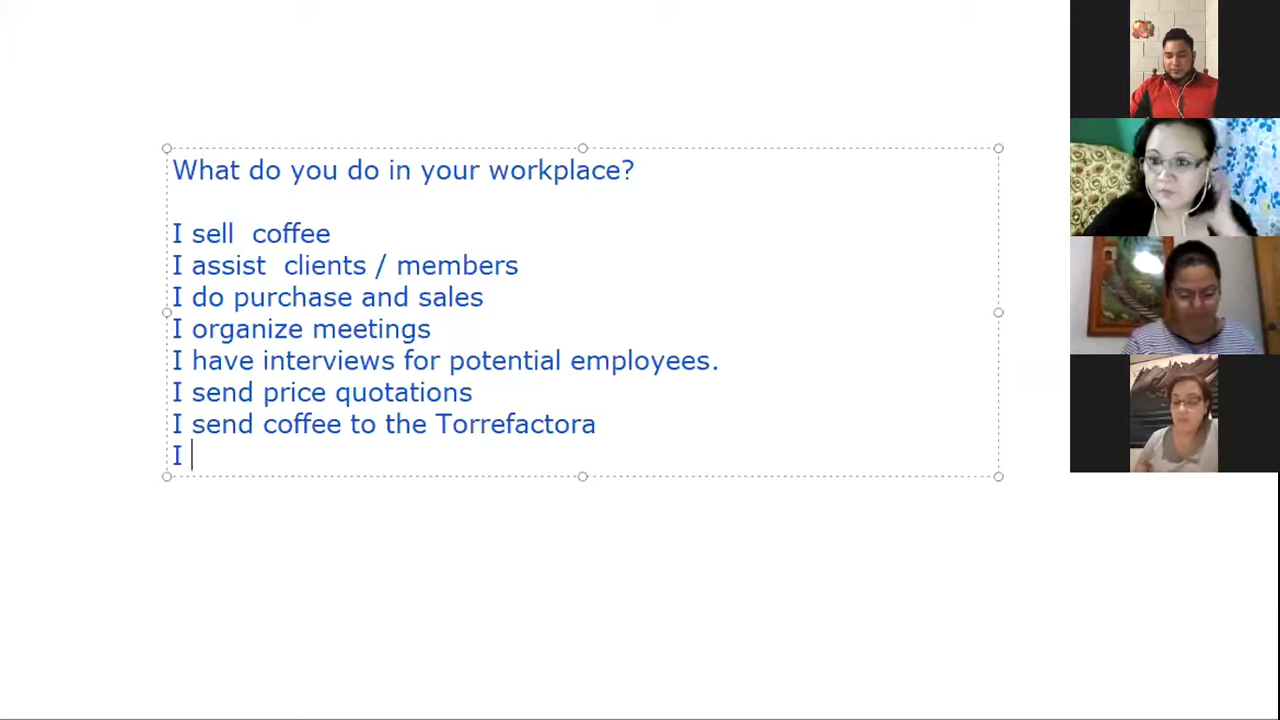 What do you do in your workplace?
I sell  coffee
I assist  clients / members
I do purchase and sales
I organize meetings
I have interviews for potential employees.
I send price quotations
I send coffee to the Torrefactora
I